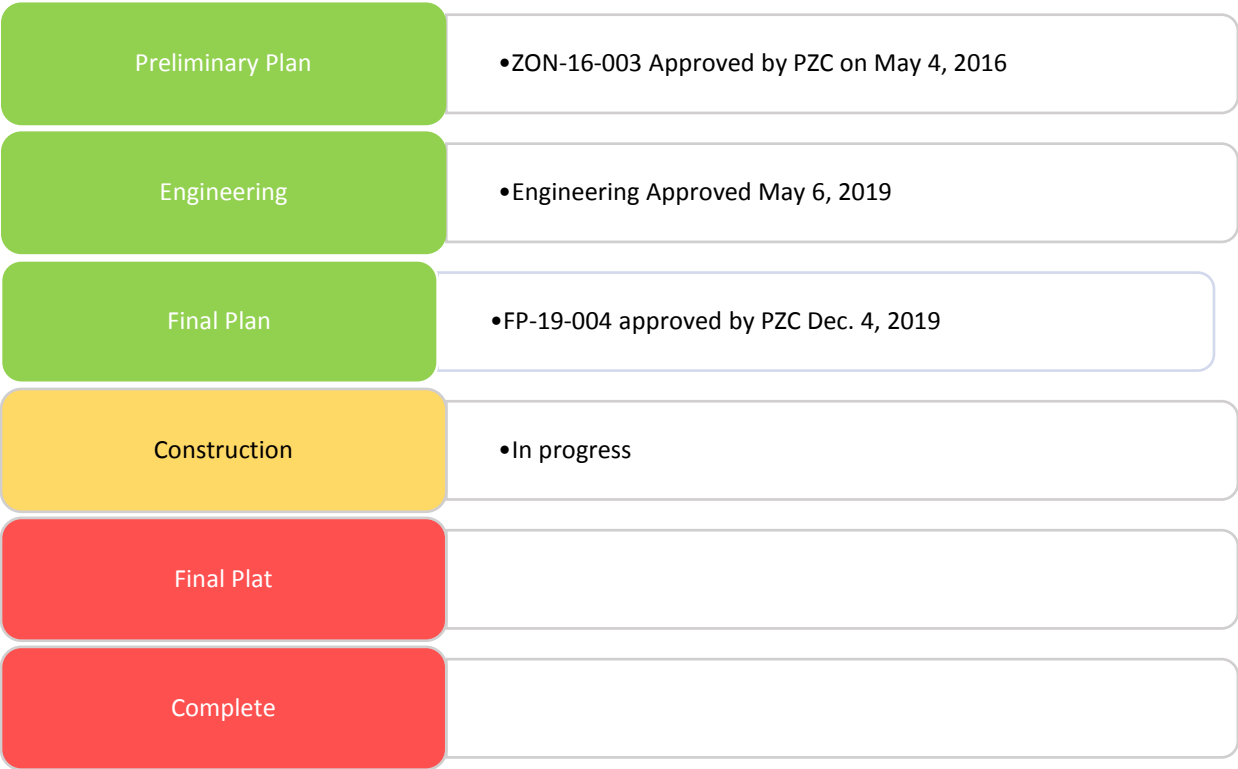 Preliminary Plan
•ZON-16-003 Approved by PZC on May 4, 2016
Engineering
•Engineering Approved May 6, 2019
Final Plan
•FP-19-004 approved by PZC Dec. 4, 2019
Construction
•In progress
Final Plat
Complete